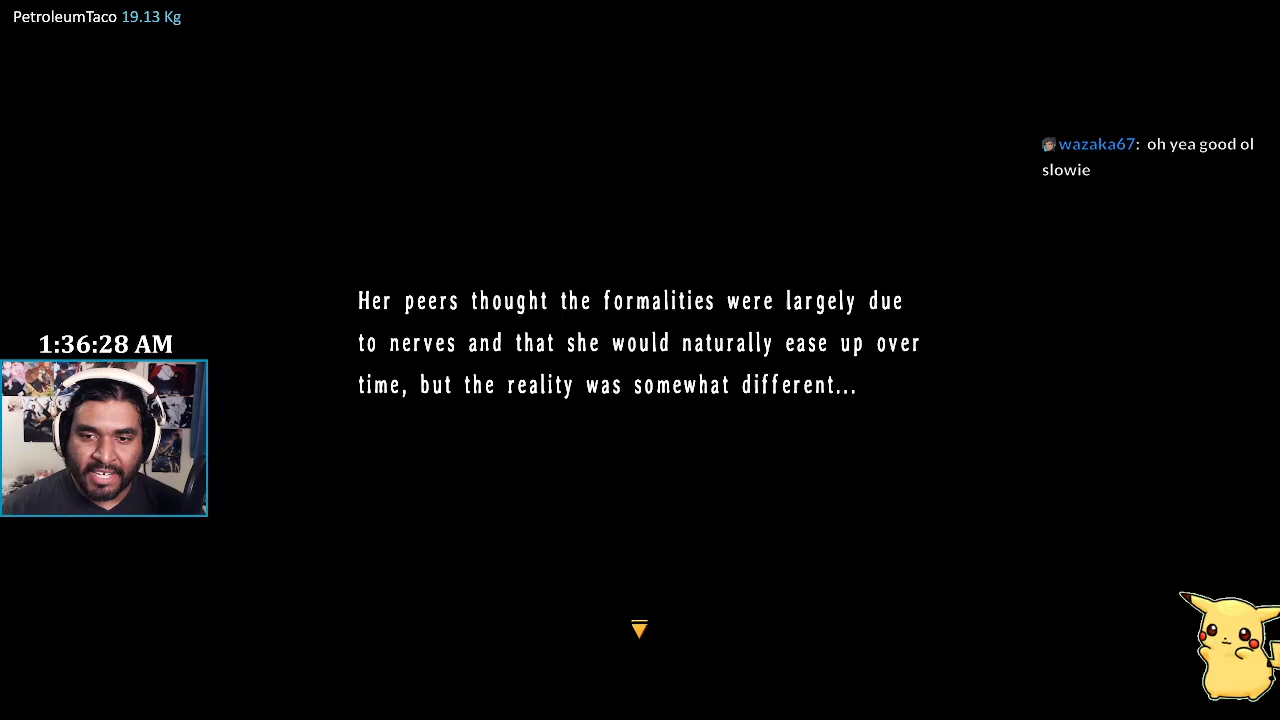 PetroleumTaco 19.13 Kg
wazaka67: oh yea good ol
slowie
Her peers thought the formalities were largely due
to nerves and that she would naturally ease up over
time, but the reality was somewhat different...
1:36:28 AM